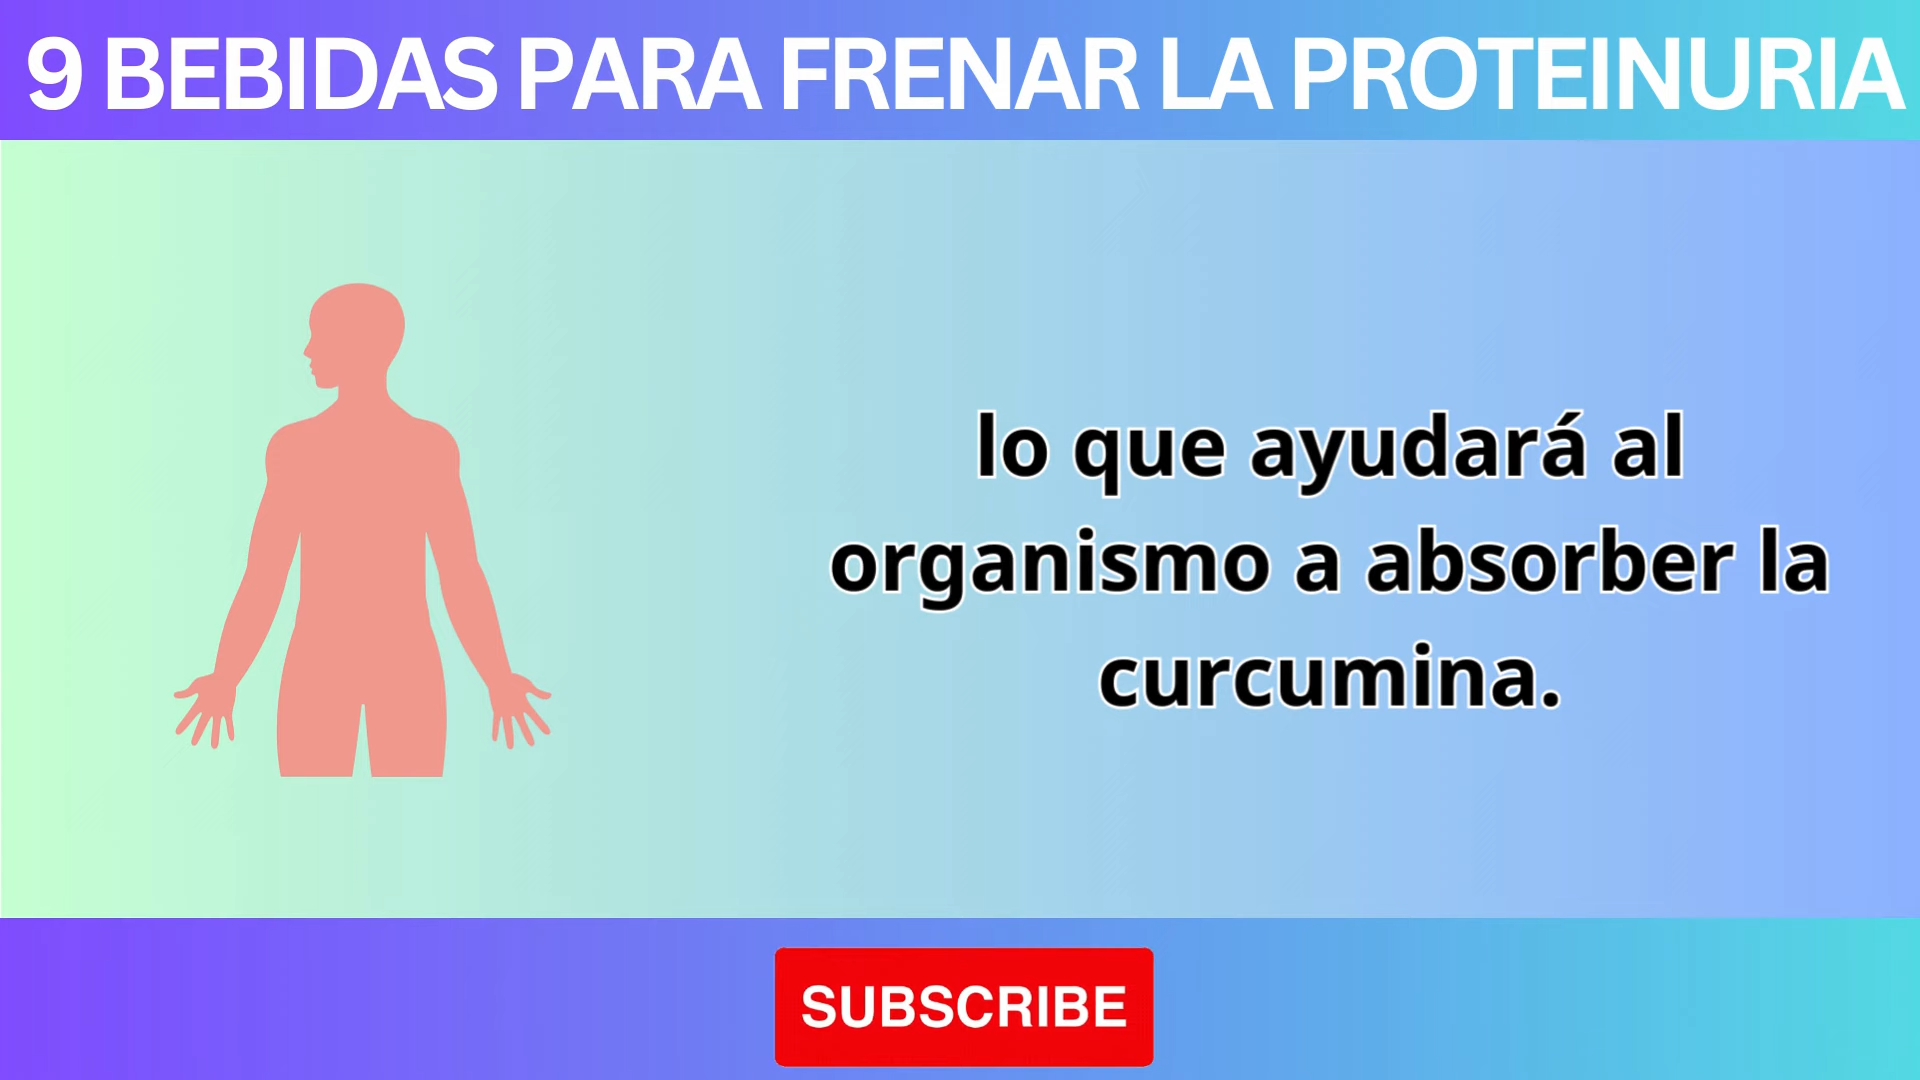 9 BEBIDAS PARA FRENAR LA PROTEINURIA
lo que ayudará al
organismo a absorber la
curcumina.
SUBSCRIBE